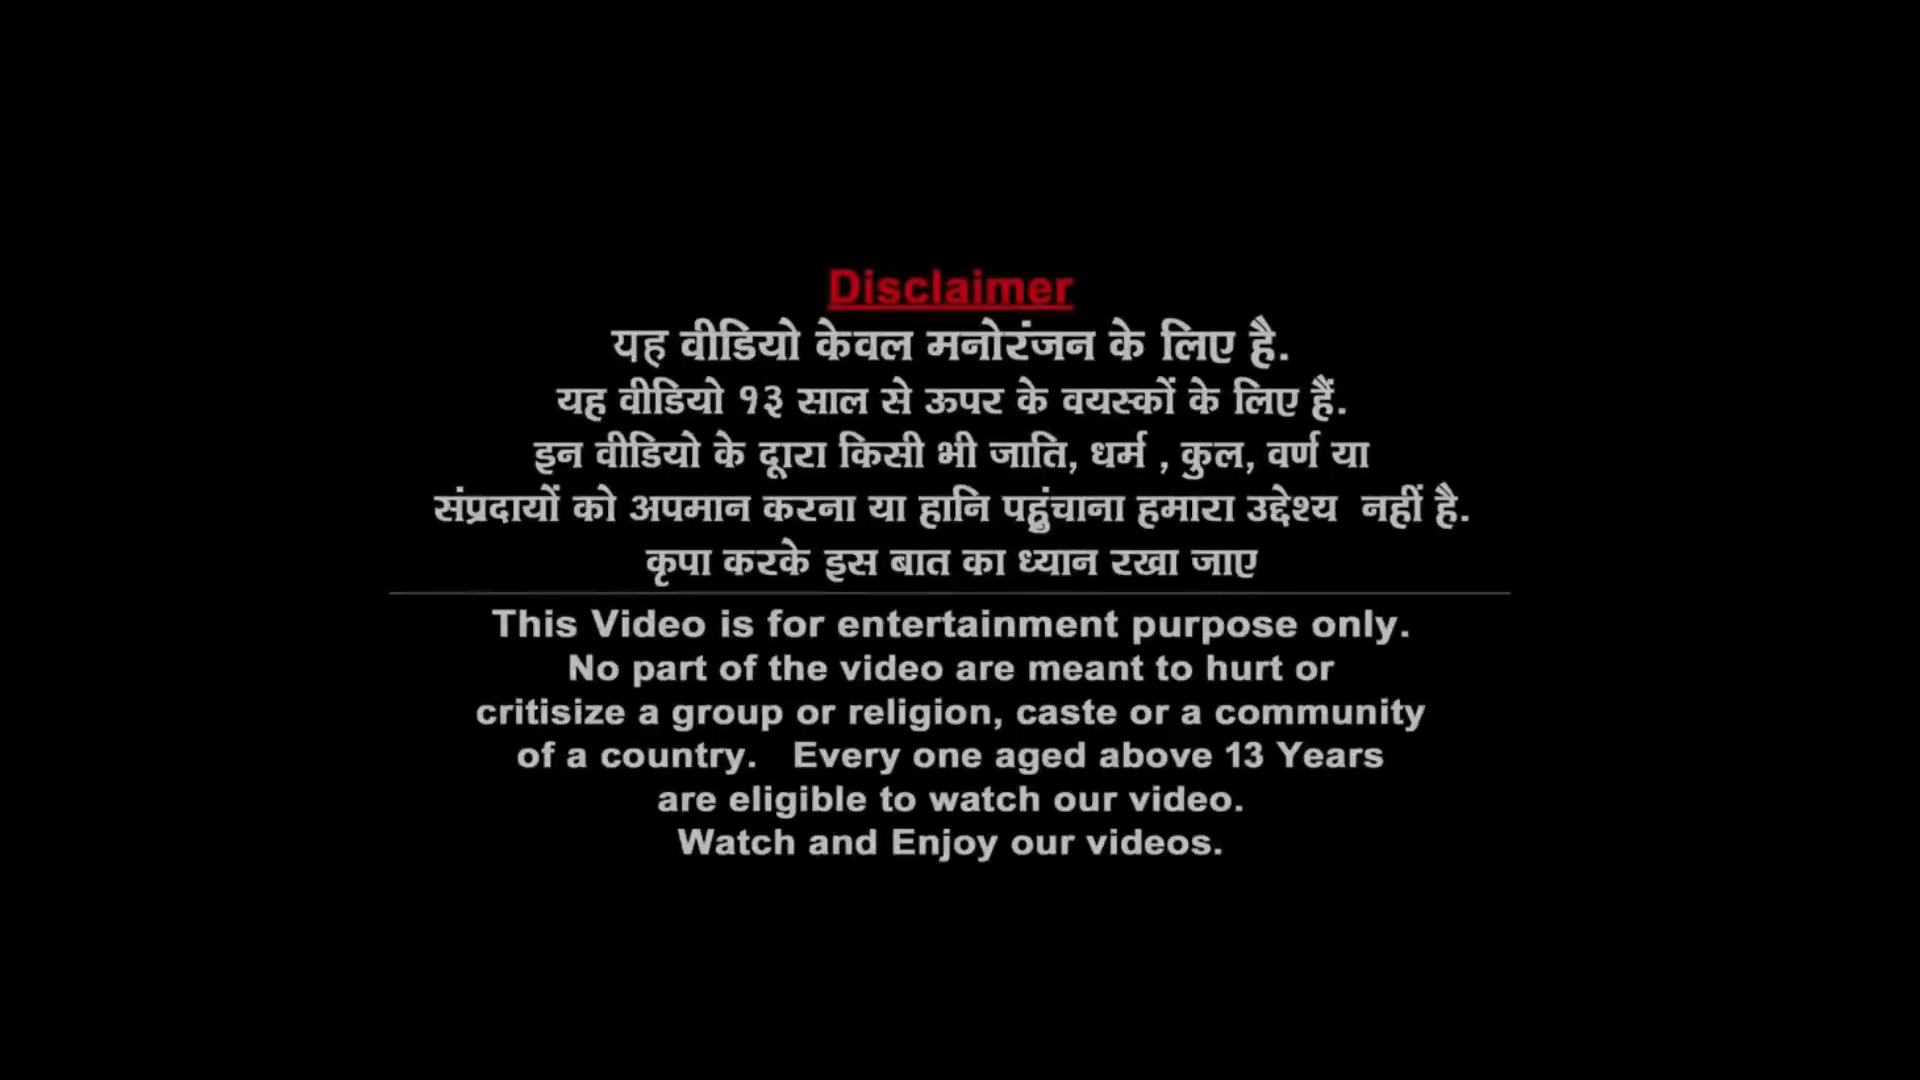 Disclaimer
यह वीडियो केवल मनोरंजन के लिए है.
यह वीडियो १३ साल से ऊपर के वयस्कों के लिए हैं.
इन वीडियो के दूारा किसी भी जाति, धर्म , कुल, वर्ण या
संप्रदायों को अपमान करना या हानि पहुंचाना हमारा उद्देश्य नहीं है.
कृपा करके इस बात का ध्यान रखा जाए
This Video is for entertainment purpose only.
No part of the video are meant to hurt or
critisize a group or religion, caste or a community
of a country. Every one aged above 13 Years
are eligible to watch our video.
Watch and Enjoy our videos.